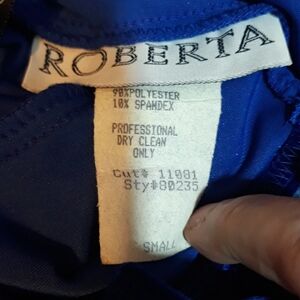 ROBERTA
90%POLYESTER
10% SPANDEX
PROFESSIONAL
DRY CLEAN
ONLY
Cut# 11081
Sty#80235
SMALL